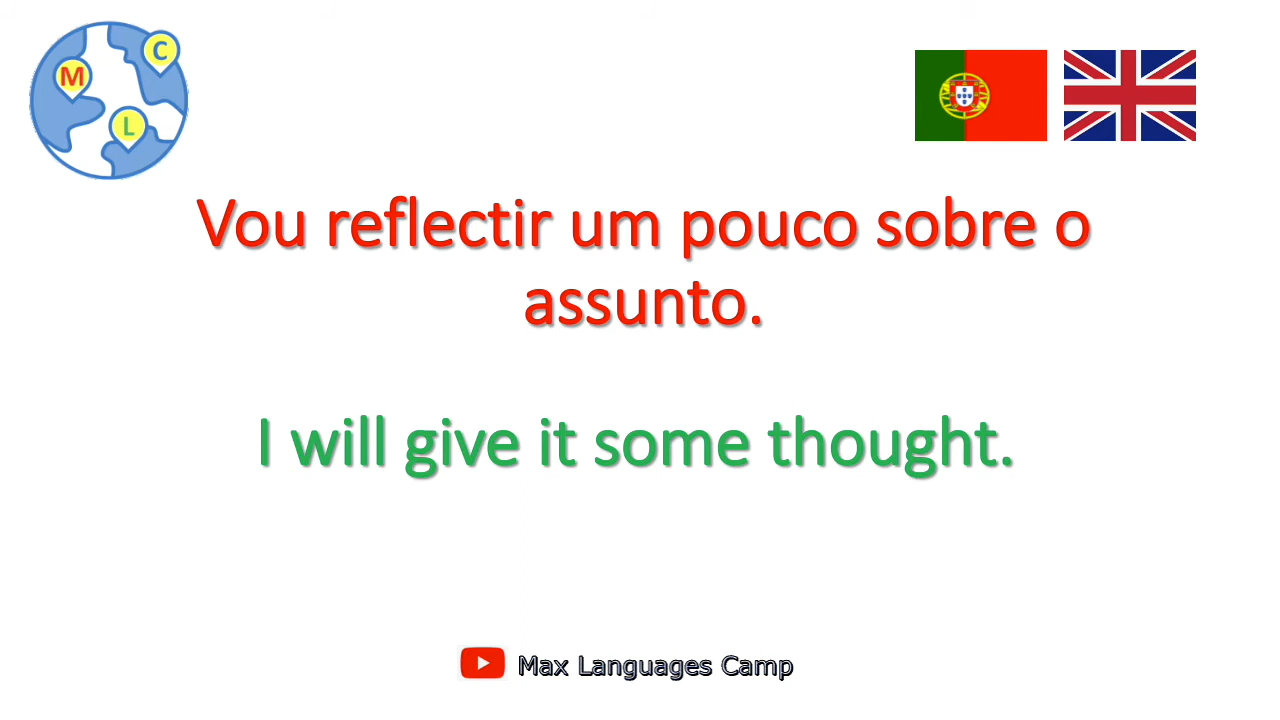 C
M
L
Vou reflectir um pouco sobre o
assunto.
I will give it some thought.
Max Languages Camp